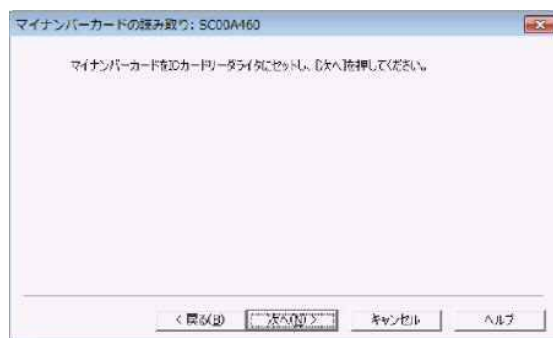 マイナンバーカードの読み取り: SC00A460
マイナンバーカードをICカードリーダライタにセットし、[次へ]を押してください。
< 戻る(B)
次へ(N) >
キャンセル
ヘルプ